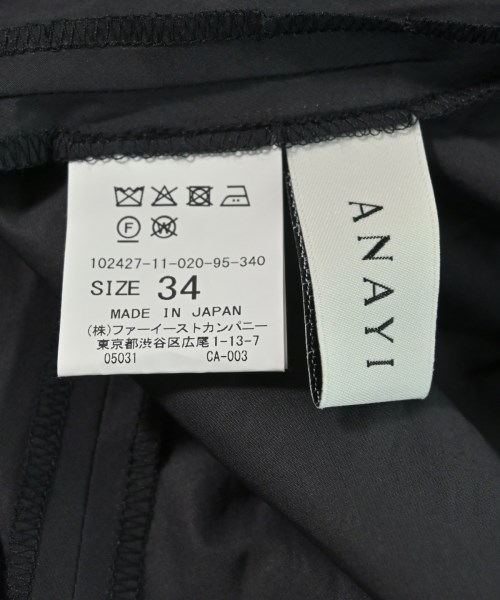 Ⓕ Ⓦ
102427-11-020-95-340
SIZE 34
MADE IN JAPAN
(株)ファーイーストカンパニー
東京都渋谷区広尾1-13-7
05031 CA-003
ANAYI